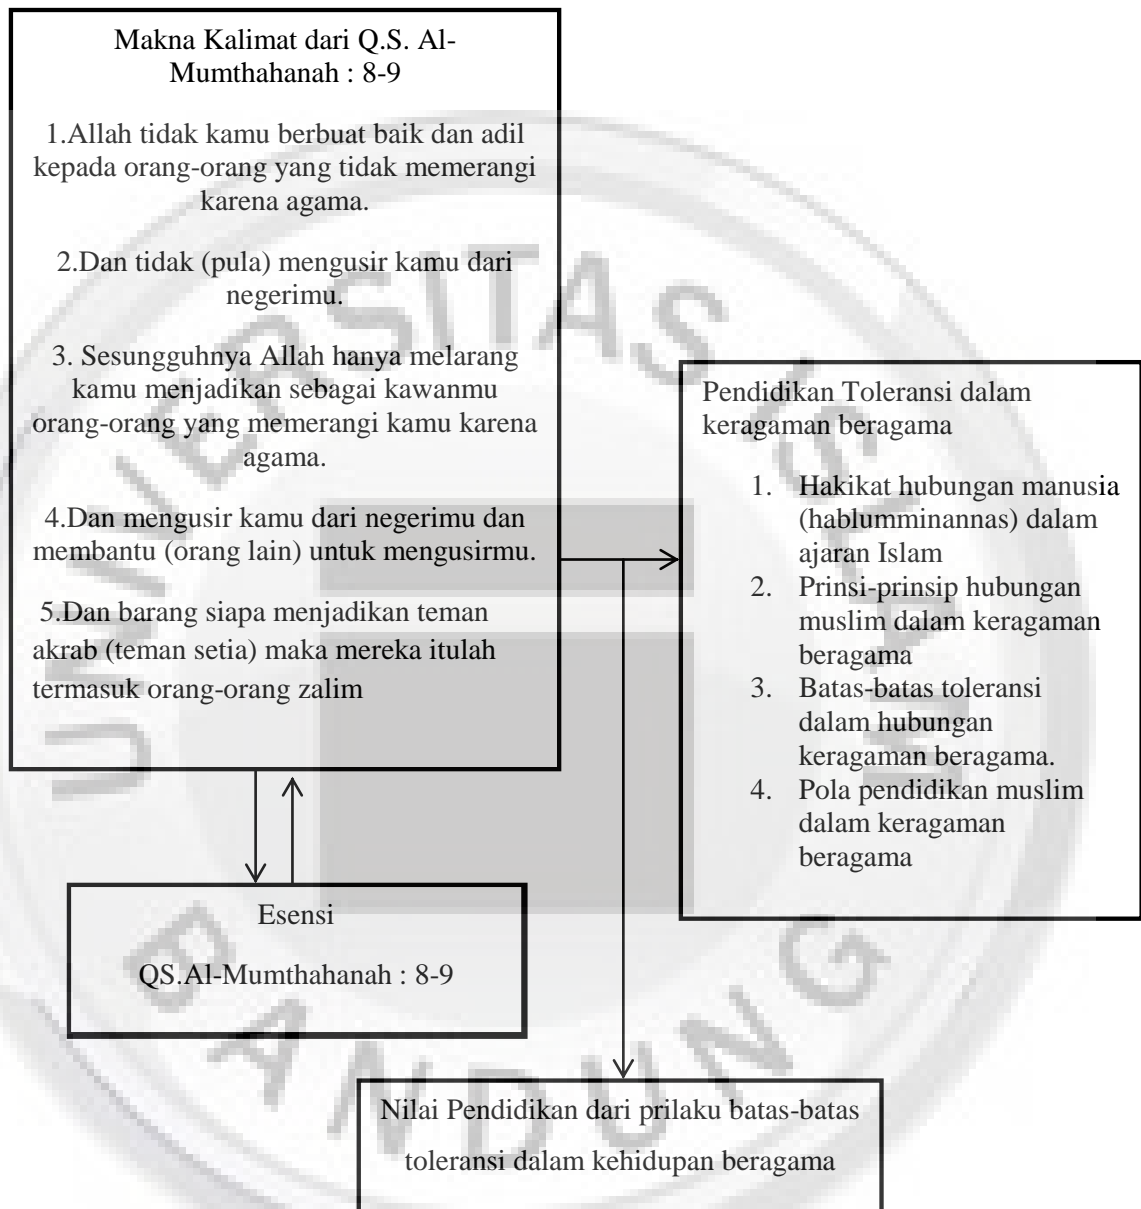 Makna Kalimat dari Q.S. Al-
Mumthahanah : 8-9
1.Allah tidak kamu berbuat baik dan adil
kepada orang-orang yang tidak memerangi
karena agama.
2.Dan tidak (pula) mengusir kamu dari
negerimu.
3. Sesungguhnya Allah hanya melarang
kamu menjadikan sebagai kawanmu
orang-orang yang memerangi kamu karena
agama.
4.Dan mengusir kamu dari negerimu dan
membantu (orang lain) untuk mengusirmu.
5.Dan barang siapa menjadikan teman
akrab (teman setia) maka mereka itulah
termasuk orang-orang zalim
Pendidikan Toleransi dalam
keragaman beragama
1. Hakikat hubungan manusia
(hablumminannas) dalam
ajaran Islam
2. Prinsi-prinsip hubungan
muslim dalam keragaman
beragama
3. Batas-batas toleransi
dalam hubungan
keragaman beragama.
4. Pola pendidikan muslim
dalam keragaman
beragama
Esensi
QS.Al-Mumthahanah : 8-9
Nilai Pendidikan dari prilaku batas-batas
toleransi dalam kehidupan beragama
UNIVERSITAS ISLAM
BANDUNG